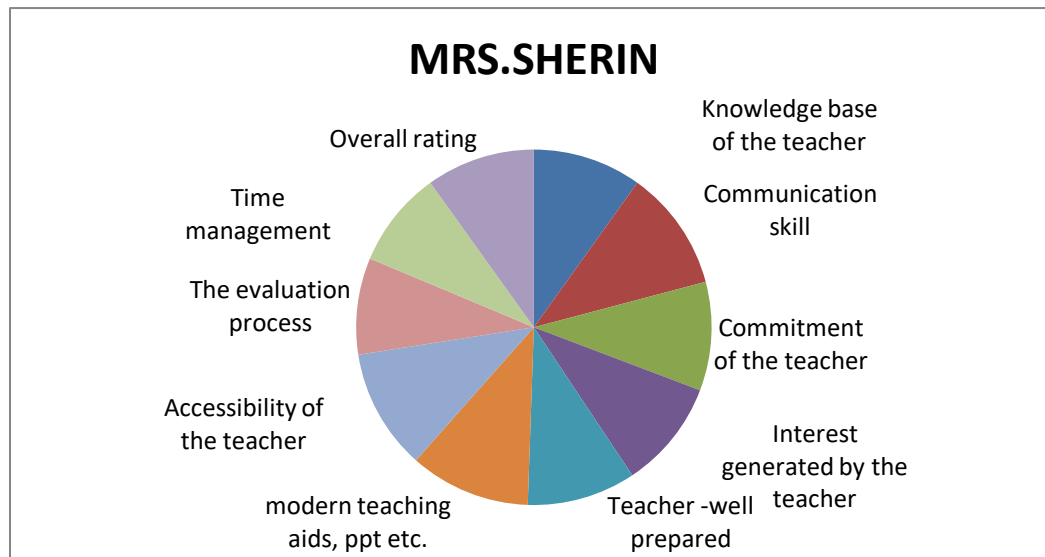 MRS.SHERIN
Knowledge base
of the teacher
Communication
skill
Commitment
of the teacher
Interest
generated by the
teacher
Teacher -well
prepared
modern teaching
aids, ppt etc.
Accessibility of
the teacher
The evaluation
process
Time
management
Overall rating